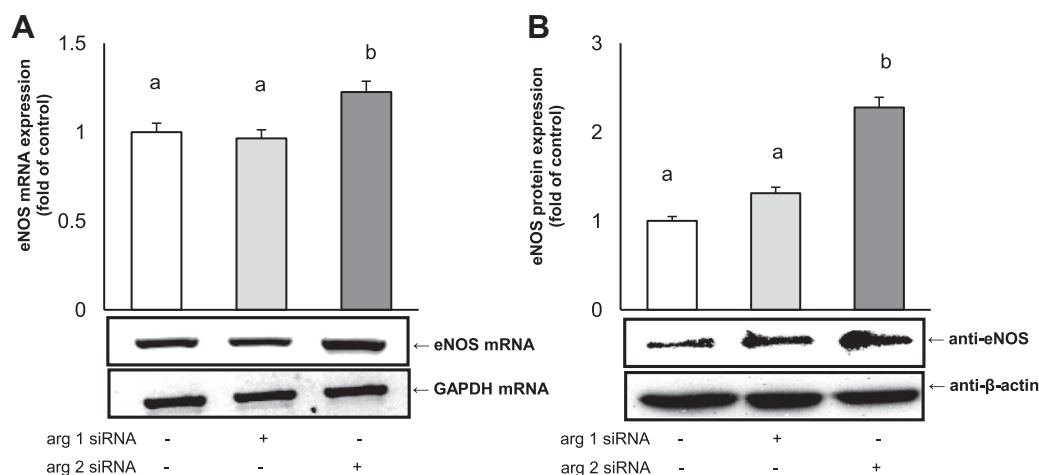 A
eNOS mRNA expression
(fold of control)
1.5
1
0.5
0
a
a
b
← eNOS mRNA
← GAPDH mRNA
arg 1 siRNA - + -
arg 2 siRNA - - +
B
eNOS protein expression
(fold of control)
3
2
1
0
a
a
b
← anti-eNOS
← anti-β-actin
arg 1 siRNA - + -
arg 2 siRNA - - +